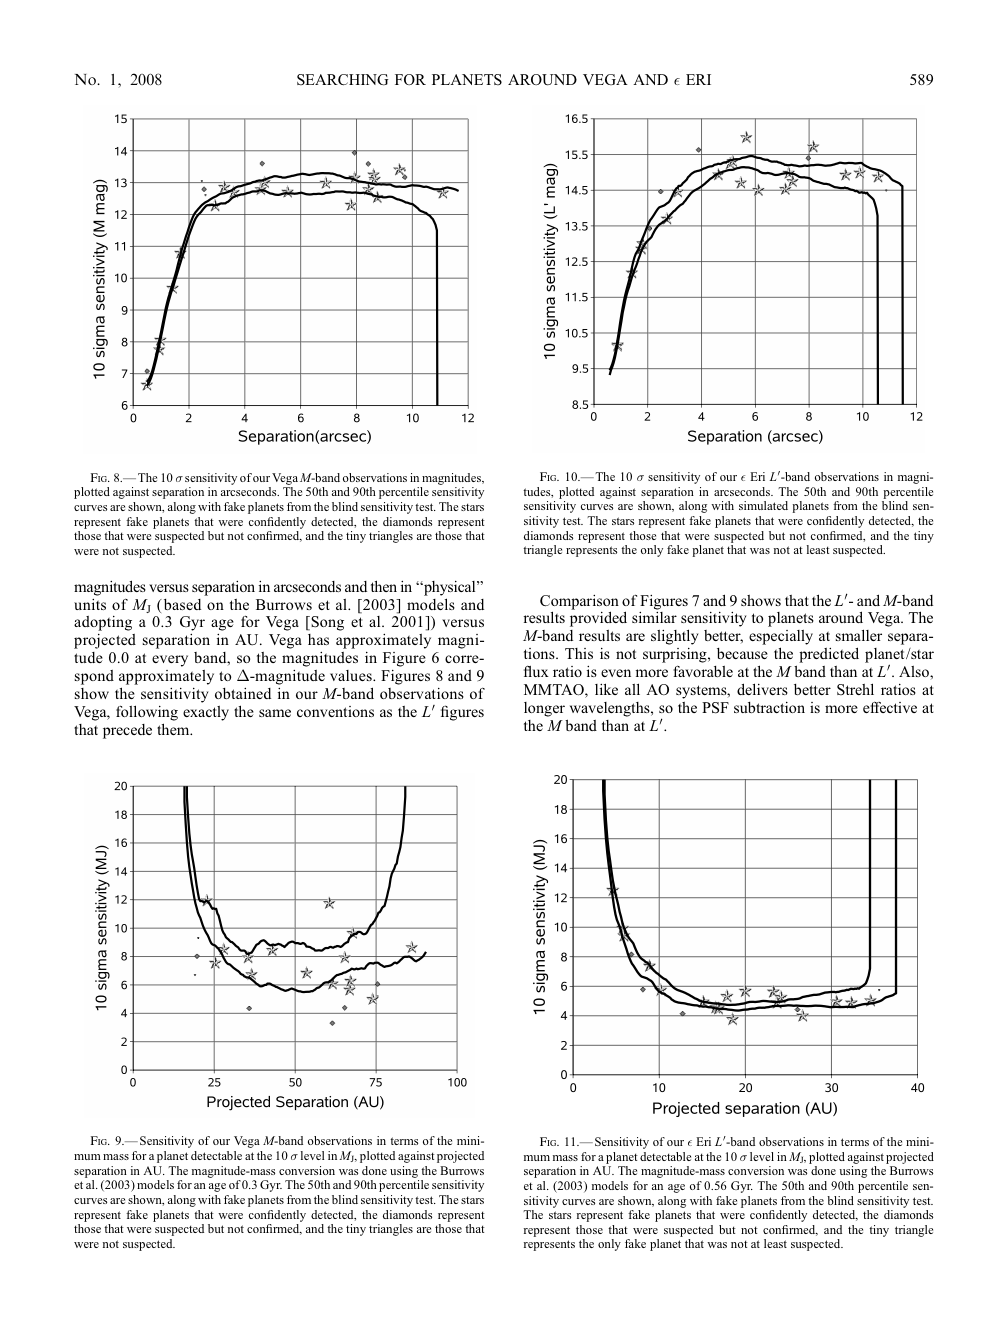 No. 1, 2008 SEARCHING FOR PLANETS AROUND VEGA AND ϵ ERI 589
15
14
13
12
11
10
9
8
7
6
0 2 4 6 8 10 12
10 sigma sensitivity (M mag)
Separation(arcsec)
FIG. 8.—The 10 σ sensitivity of our Vega M-band observations in magnitudes,
plotted against separation in arcseconds. The 50th and 90th percentile sensitivity
curves are shown, along with fake planets from the blind sensitivity test. The stars
represent fake planets that were confidently detected, the diamonds represent
those that were suspected but not confirmed, and the tiny triangles are those that
were not suspected.
magnitudes versus separation in arcseconds and then in ‘‘physical’’
units of MJ (based on the Burrows et al. [2003] models and
adopting a 0.3 Gyr age for Vega [Song et al. 2001]) versus
projected separation in AU. Vega has approximately magni-
tude 0.0 at every band, so the magnitudes in Figure 6 corre-
spond approximately to Δ-magnitude values. Figures 8 and 9
show the sensitivity obtained in our M-band observations of
Vega, following exactly the same conventions as the L′ figures
that precede them.
20
18
16
14
12
10
8
6
4
2
0
0 25 50 75 100
10 sigma sensitivity (MJ)
Projected Separation (AU)
FIG. 9.—Sensitivity of our Vega M-band observations in terms of the mini-
mum mass for a planet detectable at the 10 σ level in MJ, plotted against projected
separation in AU. The magnitude-mass conversion was done using the Burrows
et al. (2003) models for an age of 0.3 Gyr. The 50th and 90th percentile sensitivity
curves are shown, along with fake planets from the blind sensitivity test. The stars
represent fake planets that were confidently detected, the diamonds represent
those that were suspected but not confirmed, and the tiny triangles are those that
were not suspected.
16.5
15.5
14.5
13.5
12.5
11.5
10.5
9.5
8.5
0 2 4 6 8 10 12
10 sigma sensitivity (L' mag)
Separation (arcsec)
FIG. 10.—The 10 σ sensitivity of our ϵ Eri L′-band observations in magni-
tudes, plotted against separation in arcseconds. The 50th and 90th percentile
sensitivity curves are shown, along with simulated planets from the blind sen-
sitivity test. The stars represent fake planets that were confidently detected, the
diamonds represent those that were suspected but not confirmed, and the tiny
triangle represents the only fake planet that was not at least suspected.
Comparison of Figures 7 and 9 shows that the L′- and M-band
results provided similar sensitivity to planets around Vega. The
M-band results are slightly better, especially at smaller separa-
tions. This is not surprising, because the predicted planet/star
flux ratio is even more favorable at the M band than at L′. Also,
MMTAO, like all AO systems, delivers better Strehl ratios at
longer wavelengths, so the PSF subtraction is more effective at
the M band than at L′.
20
18
16
14
12
10
8
6
4
2
0
0 10 20 30 40
10 sigma sensitivity (MJ)
Projected separation (AU)
FIG. 11.—Sensitivity of our ϵ Eri L′-band observations in terms of the mini-
mum mass for a planet detectable at the 10 σ level in MJ, plotted against projected
separation in AU. The magnitude-mass conversion was done using the Burrows
et al. (2003) models for an age of 0.56 Gyr. The 50th and 90th percentile sen-
sitivity curves are shown, along with fake planets from the blind sensitivity test.
The stars represent fake planets that were confidently detected, the diamonds
represent those that were suspected but not confirmed, and the tiny triangle
represents the only fake planet that was not at least suspected.